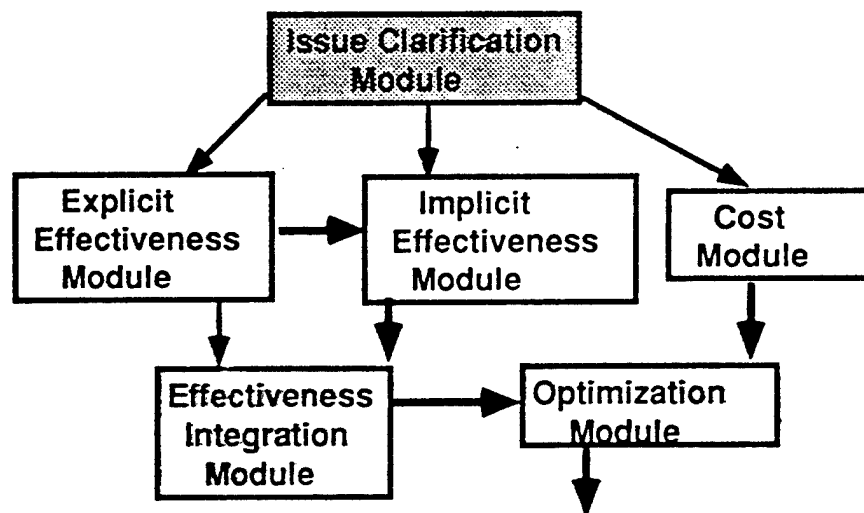 Issue Clarification
Module
Explicit
Effectiveness
Module
Implicit
Effectiveness
Module
Cost
Module
Effectiveness
Integration
Module
Optimization
Module